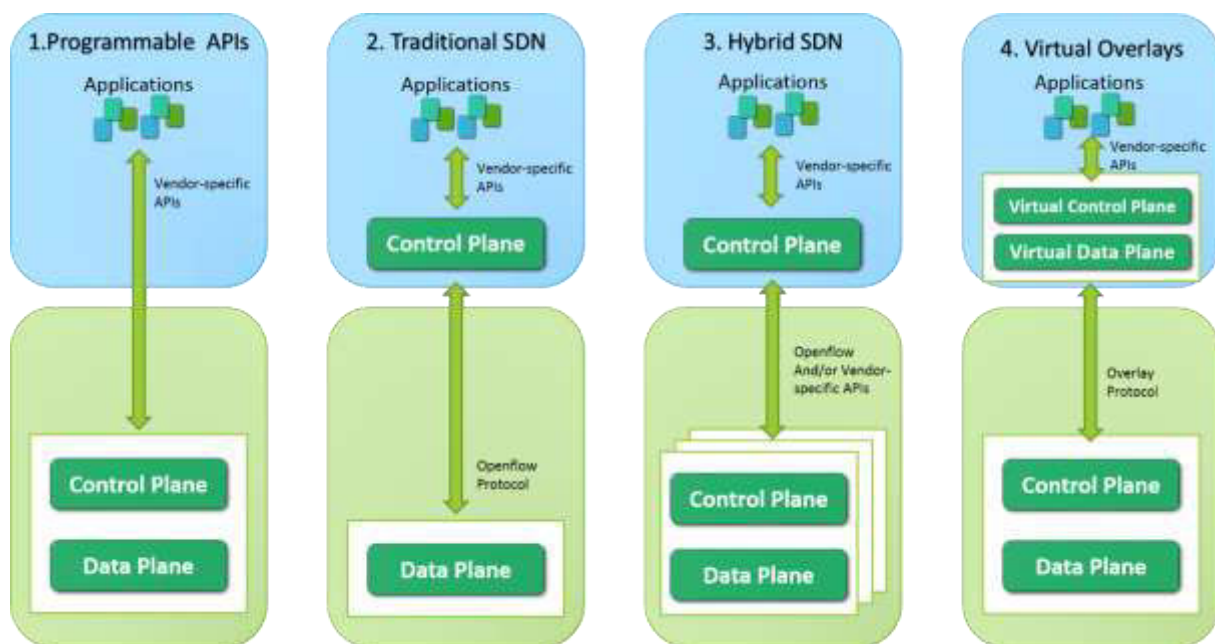 1.Programmable APIs
Applications
Vendor-specific
APIs
Control Plane
Data Plane
2. Traditional SDN
Applications
Vendor-specific
APIs
Control Plane
Openflow
Protocol
Data Plane
3. Hybrid SDN
Applications
Vendor-specific
APIs
Control Plane
Openflow
And/or Vendor-
specific APIs
Control Plane
Data Plane
4. Virtual Overlays
Applications
Vendor-specific
APIs
Virtual Control Plane
Virtual Data Plane
Overlay
Protocol
Control Plane
Data Plane